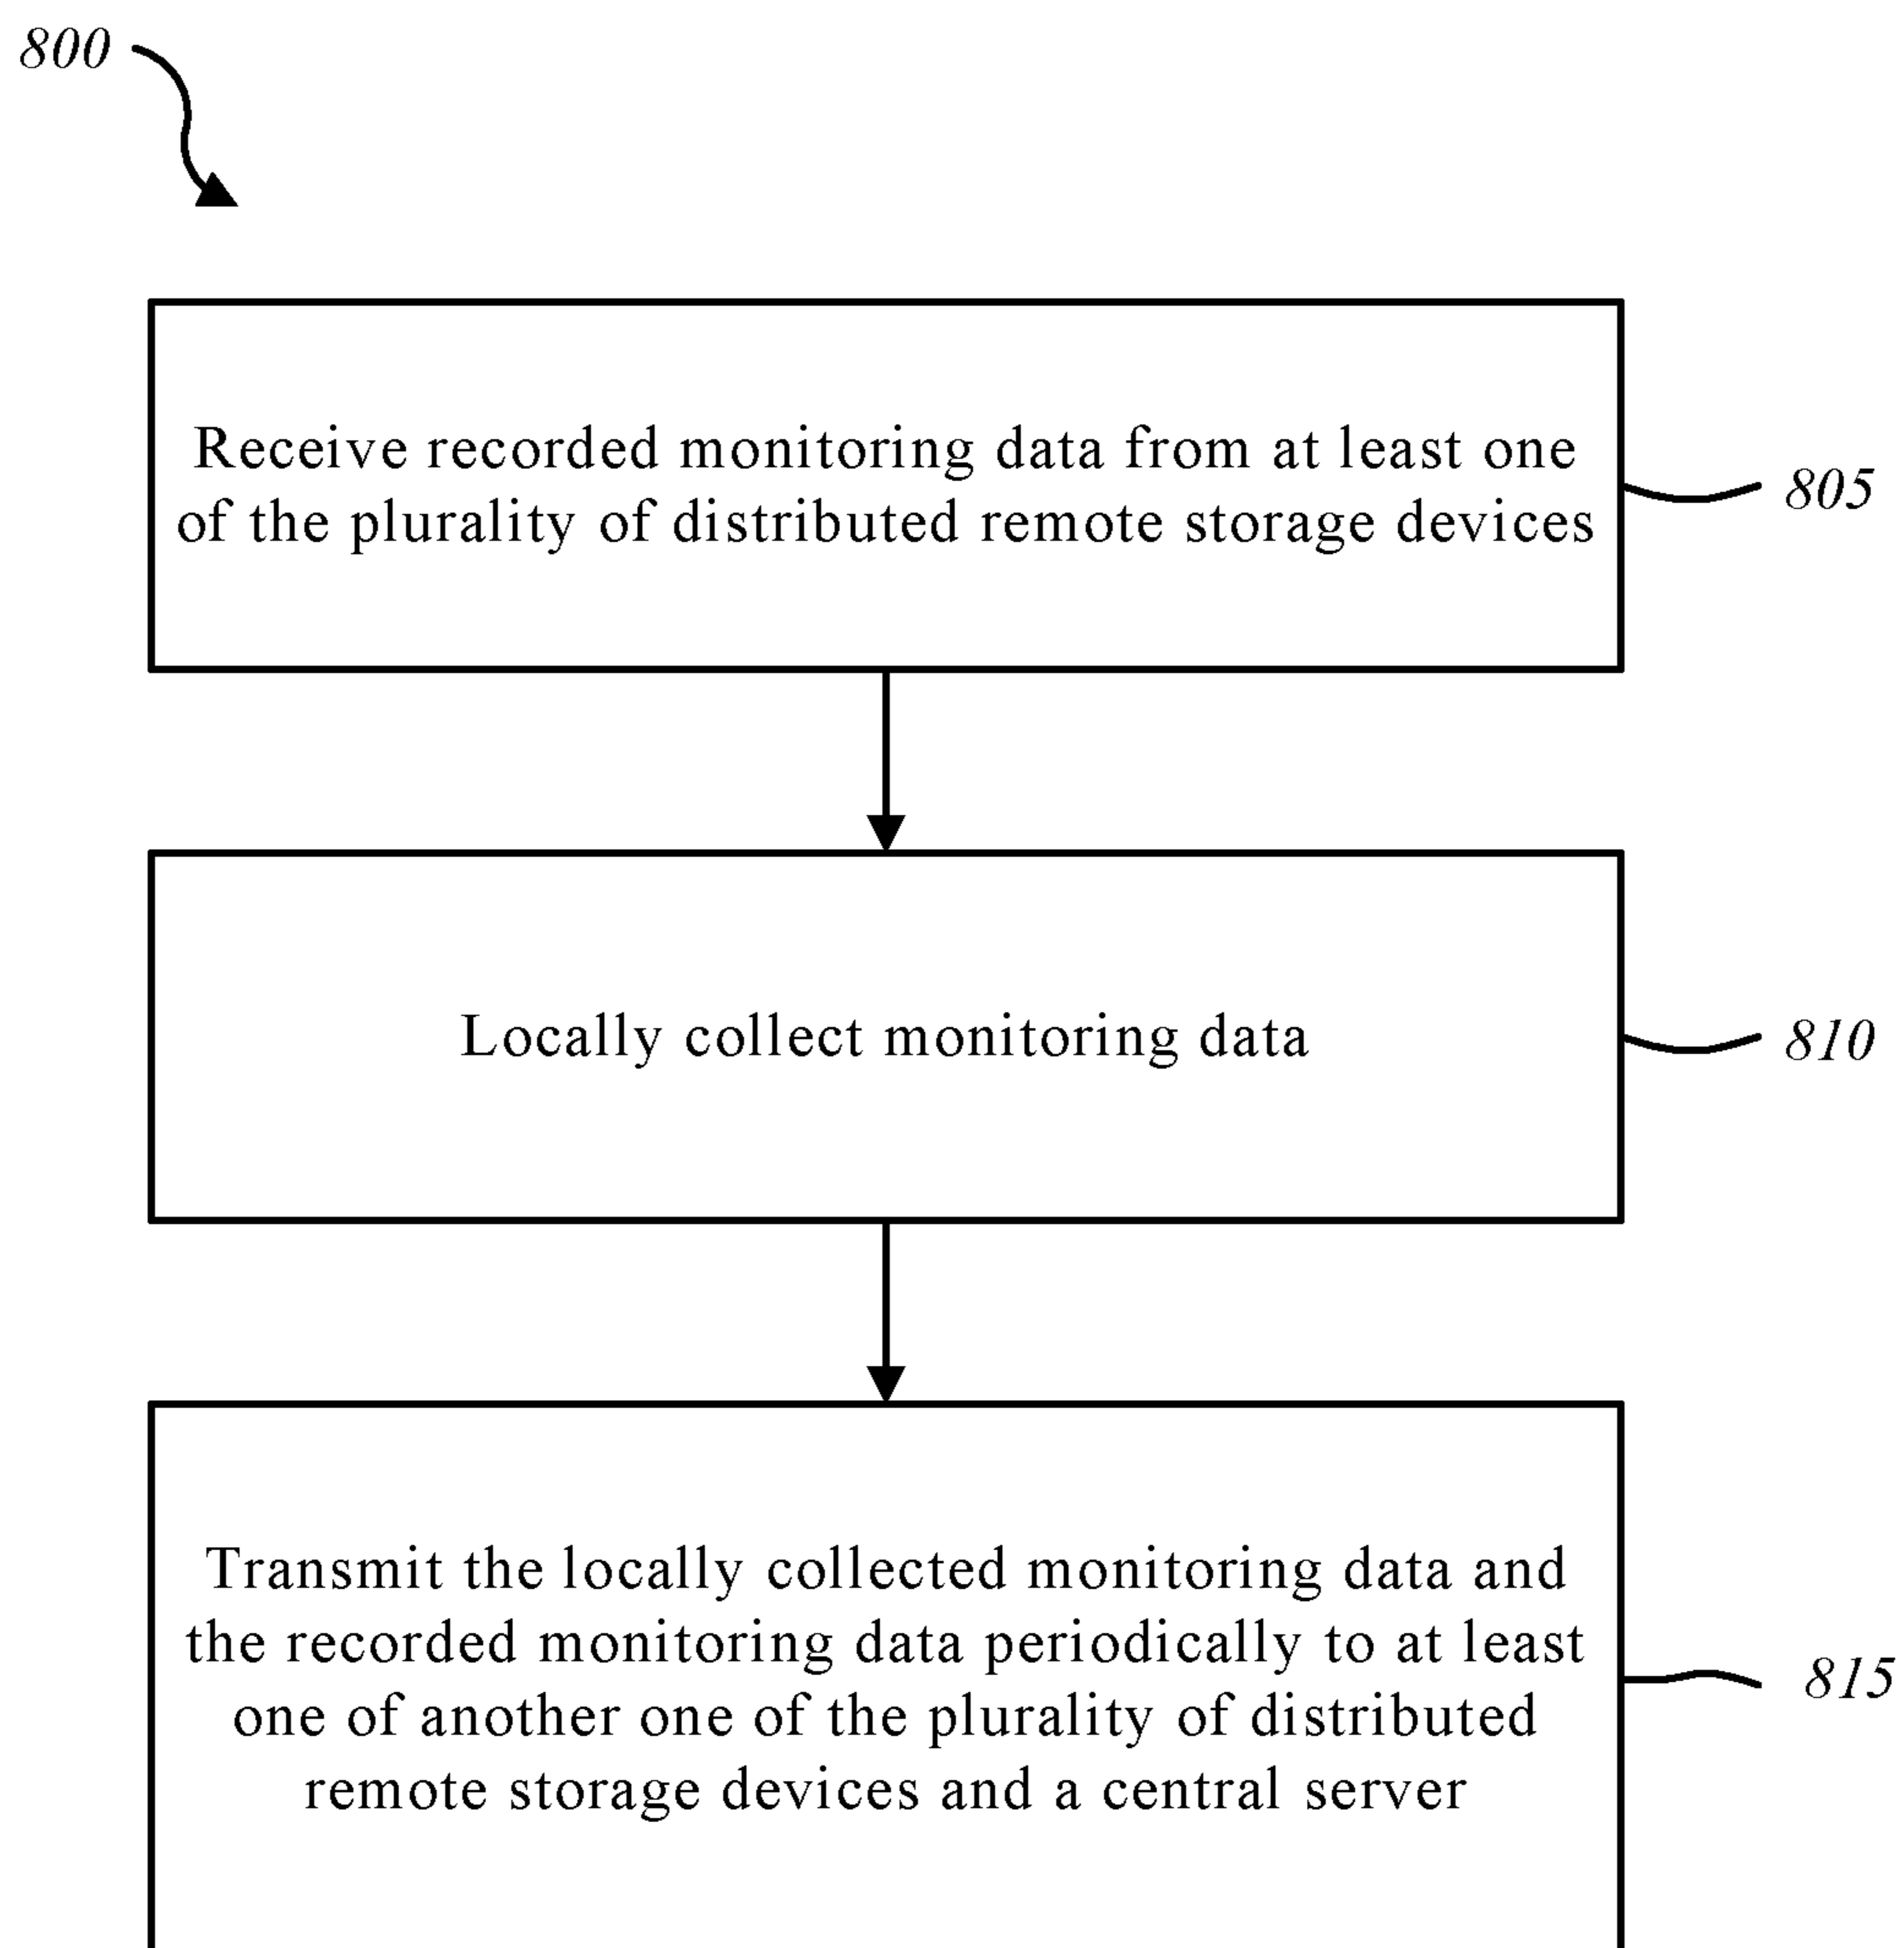 800
Receive recorded monitoring data from at least one
of the plurality of distributed remote storage devices
805
Locally collect monitoring data
810
Transmit the locally collected monitoring data and
the recorded monitoring data periodically to at least
one of another one of the plurality of distributed
remote storage devices and a central server
815